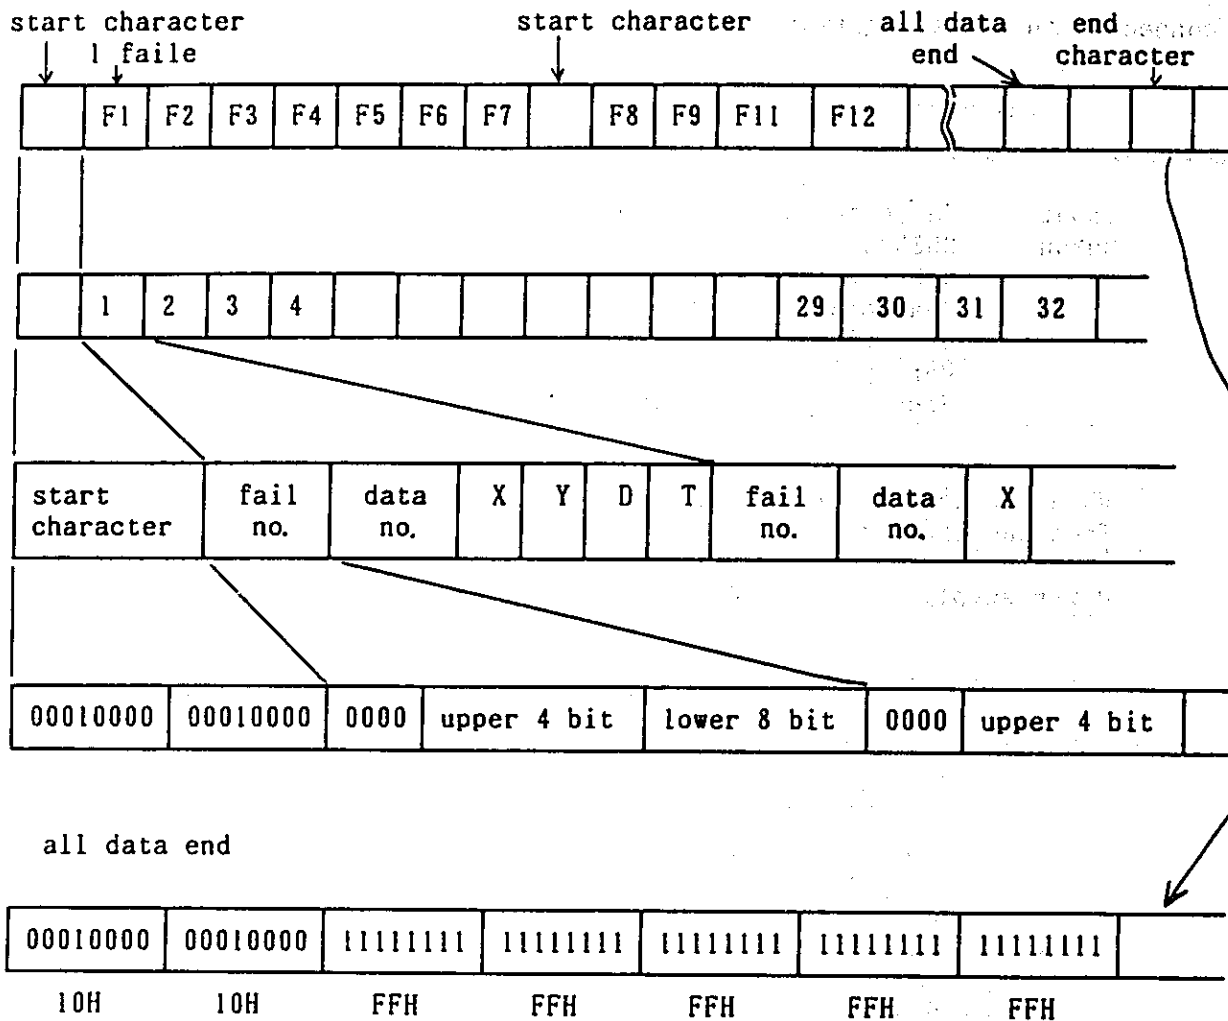 start character start character all data end
1 faile end character
F1 F2 F3 F4 F5 F6 F7 F8 F9 F11 F12
1 2 3 4 29 30 31 32
start fail data X Y D T fail data X
character no. no. no. no.
00010000 00010000 0000 upper 4 bit lower 8 bit 0000 upper 4 bit
all data end
00010000 00010000 11111111 11111111 11111111 11111111 11111111
10H 10H FFH FFH FFH FFH FFH